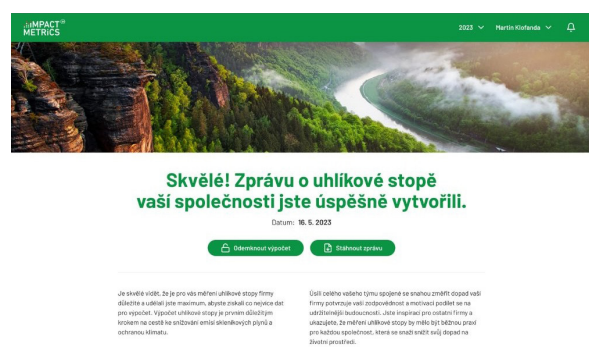 IMPACT
METRICS
2023
Martin Klofanda
Skvělé! Zprávu o uhlíkové stopě
vaší společnosti jste úspěšně vytvořili.
Datum: 16. 5. 2023
Odemknout výpočet
Stáhnout zprávu
Je skvělé vidět, že je pro vás měření uhlíkové stopy firmy
důležité a udělali jste maximum, abyste získali co nejvíce dat
pro výpočet. Výpočet uhlíkové stopy je prvním důležitým
krokem na cestě ke snižování emisí skleníkových plynů a
ochranou klimatu.
Úsilí celého vašeho týmu spojené se snahou změřit dopad vaší
firmy potvrzuje vaši zodpovědnost a motivaci podílet se na
udržitelnější budoucnosti. Jste inspirací pro ostatní firmy a
ukazujete, že měření uhlíkové stopy by mělo být běžnou praxí
pro každou společnost, která se snaží snížit svůj dopad na
životní prostředí.